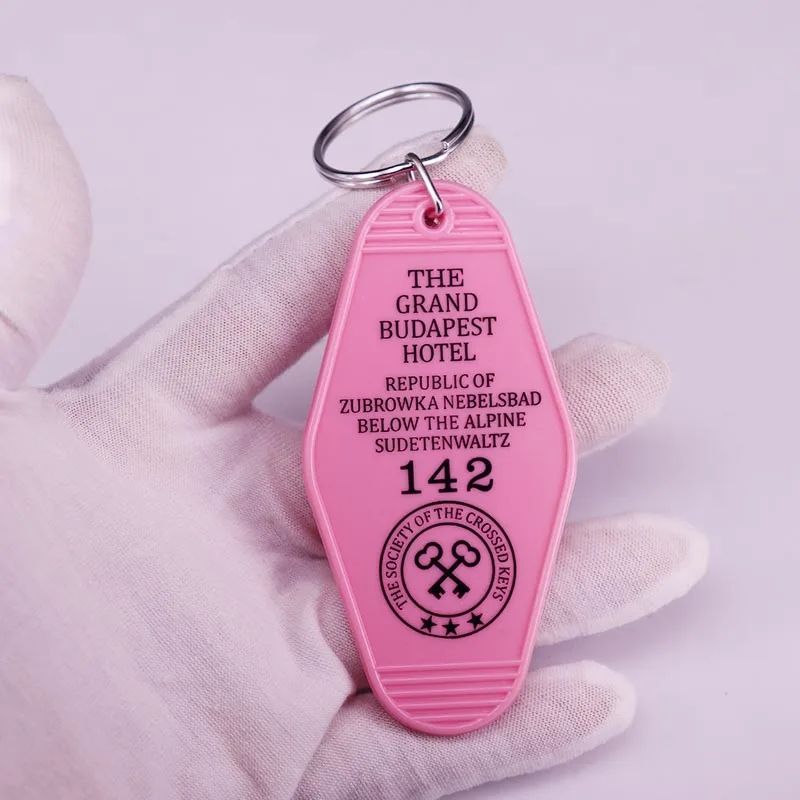 THE
GRAND
BUDAPEST
HOTEL
REPUBLIC OF
ZUBROWKA NEBELSBAD
BELOW THE ALPINE
SUDETENWALTZ
142
THE SOCIETY OF THE CROSSED KEYS